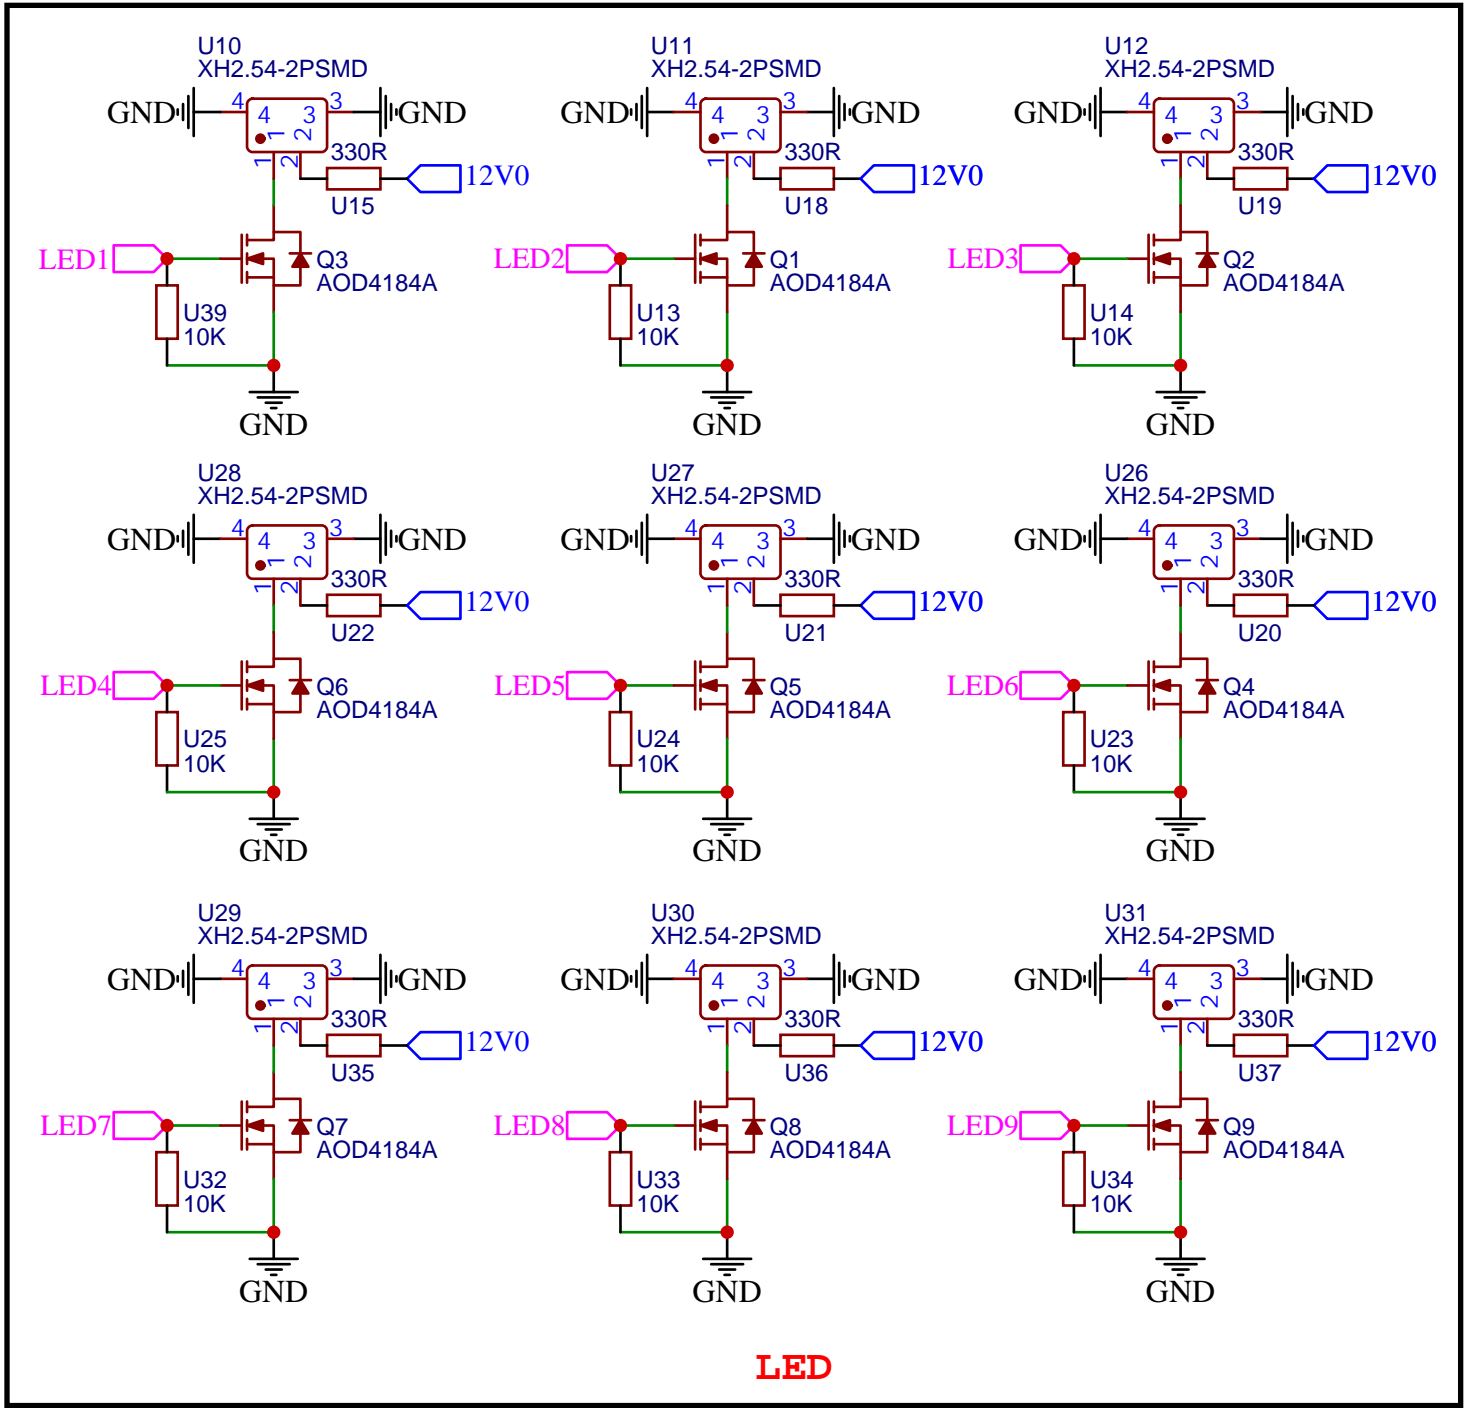 U10
XH2.54-2PSMD
GND 4 4 3 3 GND
1 2
1 2 330R
12V0
U15
LED1
Q3
AOD4184A
U39
10K
GND
U11
XH2.54-2PSMD
GND 4 4 3 3 GND
1 2
1 2 330R
12V0
U18
LED2
Q1
AOD4184A
U13
10K
GND
U12
XH2.54-2PSMD
GND 4 4 3 3 GND
1 2
1 2 330R
12V0
U19
LED3
Q2
AOD4184A
U14
10K
GND
U28
XH2.54-2PSMD
GND 4 4 3 3 GND
1 2
1 2 330R
12V0
U22
LED4
Q6
AOD4184A
U25
10K
GND
U27
XH2.54-2PSMD
GND 4 4 3 3 GND
1 2
1 2 330R
12V0
U21
LED5
Q5
AOD4184A
U24
10K
GND
U26
XH2.54-2PSMD
GND 4 4 3 3 GND
1 2
1 2 330R
12V0
U20
LED6
Q4
AOD4184A
U23
10K
GND
U29
XH2.54-2PSMD
GND 4 4 3 3 GND
1 2
1 2 330R
12V0
U35
LED7
Q7
AOD4184A
U32
10K
GND
U30
XH2.54-2PSMD
GND 4 4 3 3 GND
1 2
1 2 330R
12V0
U36
LED8
Q8
AOD4184A
U33
10K
GND
U31
XH2.54-2PSMD
GND 4 4 3 3 GND
1 2
1 2 330R
12V0
U37
LED9
Q9
AOD4184A
U34
10K
GND
LED